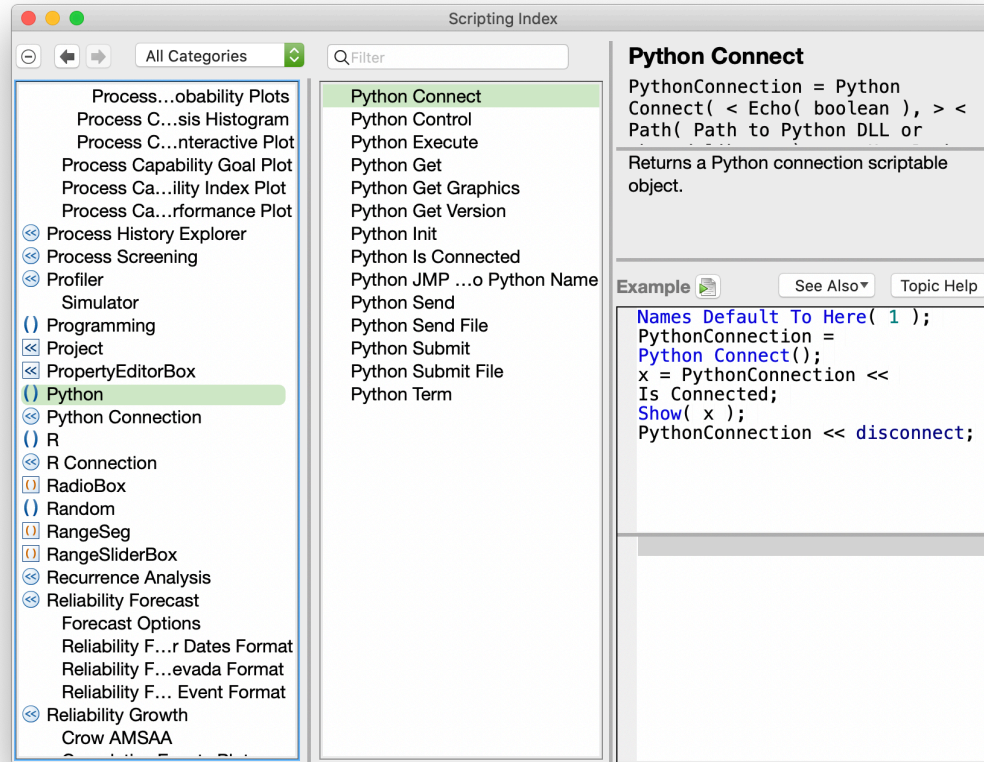 Scripting Index
All Categories
Filter
Process…obability Plots
Process C…sis Histogram
Process C…nteractive Plot
Process Capability Goal Plot
Process Ca…ility Index Plot
Process Ca…rformance Plot
Process History Explorer
Process Screening
Profiler
Simulator
Programming
Project
PropertyEditorBox
Python
Python Connection
R
R Connection
RadioBox
Random
RangeSeg
RangeSliderBox
Recurrence Analysis
Reliability Forecast
Forecast Options
Reliability F…r Dates Format
Reliability F…evada Format
Reliability F… Event Format
Reliability Growth
Crow AMSAA
Python Connect
Python Control
Python Execute
Python Get
Python Get Graphics
Python Get Version
Python Init
Python Is Connected
Python JMP …o Python Name
Python Send
Python Send File
Python Submit
Python Submit File
Python Term
Python Connect
PythonConnection = Python
Connect( < Echo( boolean ), > <
Path( Path to Python DLL or
Returns a Python connection scriptable
object.
Example
See Also
Topic Help
Names Default To Here( 1 );
PythonConnection =
Python Connect();
x = PythonConnection <<
Is Connected;
Show( x );
PythonConnection << disconnect;